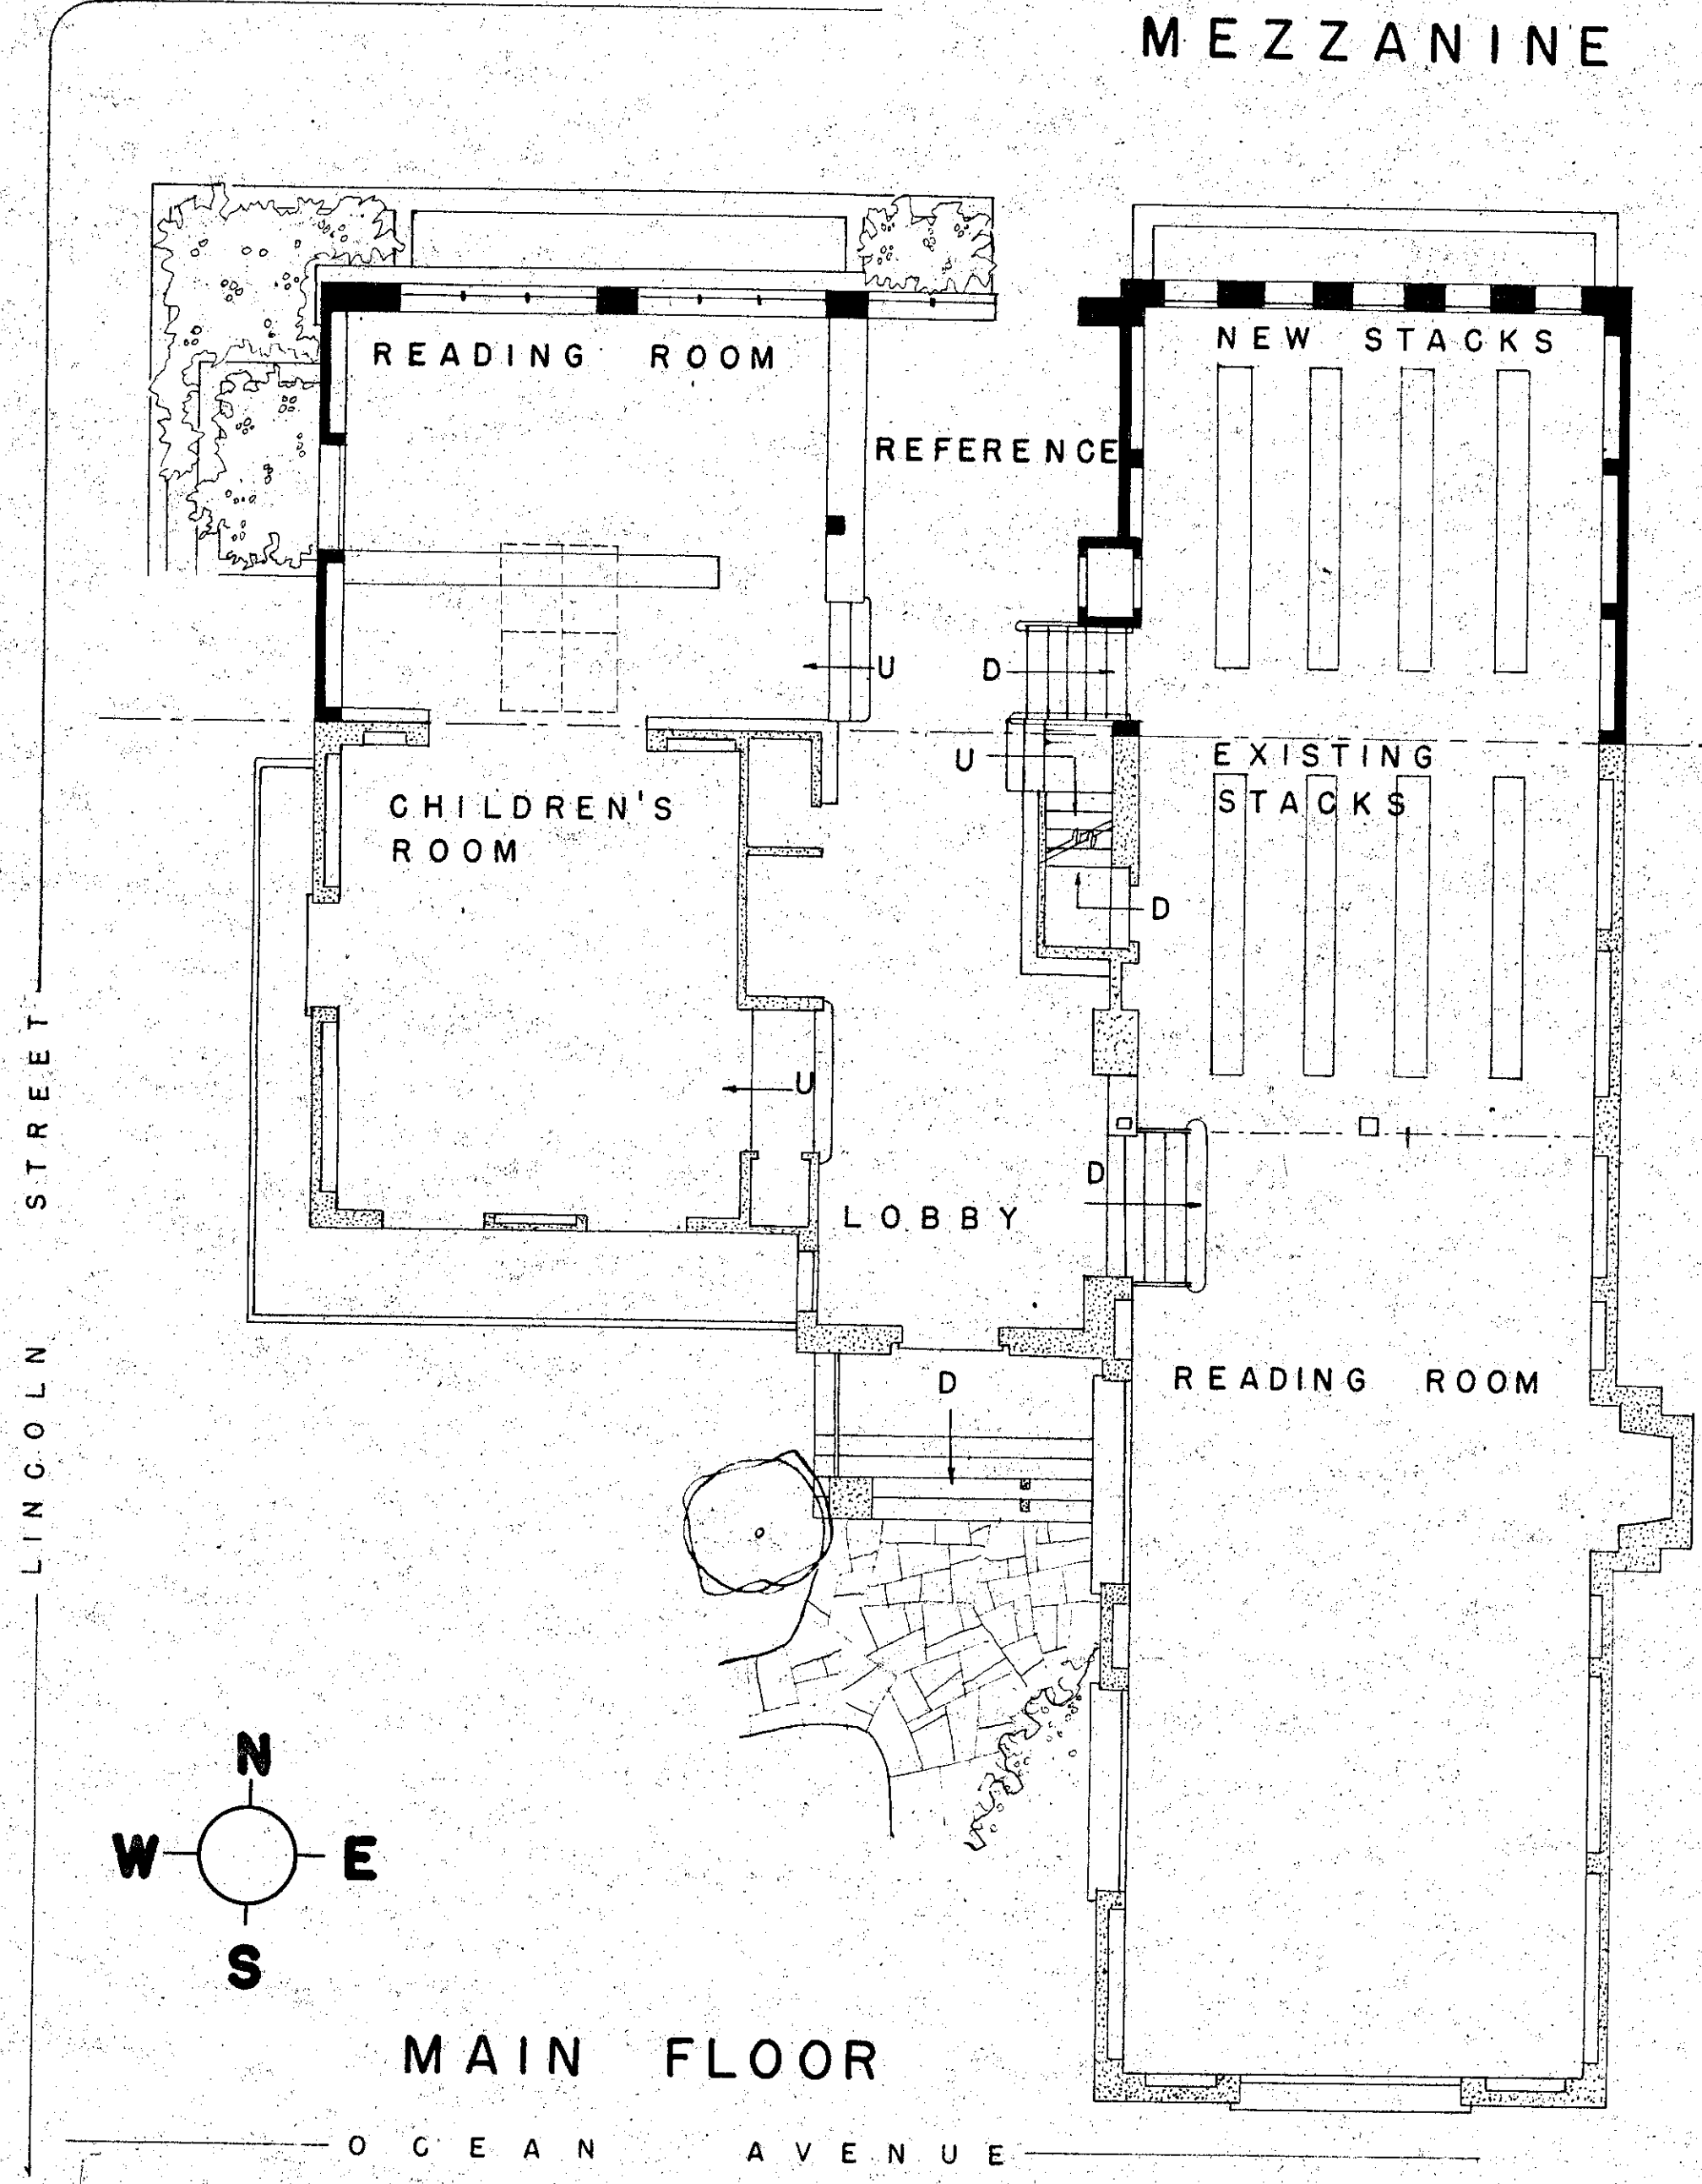 MEZZANINE
READING ROOM
NEW STACKS
REFERENCE
U
D
U
EXISTING
STACKS
CHILDREN'S
ROOM
D
U
D
LOBBY
D
READING ROOM
LINCOLN STREET
N
W E
S
MAIN FLOOR
OCEAN AVENUE